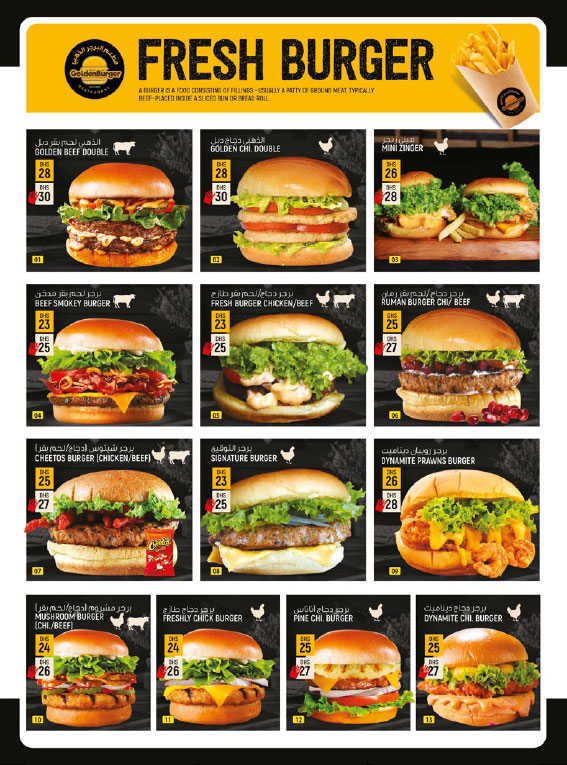 مطعم البرجر الذهبي
GoldenBurger
RESTAURANT
FRESH BURGER
A BURGER IS A FOOD CONSISTING OF FILLINGS—USUALLY A PATTY OF GROUND MEAT, TYPICALLY
BEEF—PLACED INSIDE A SLICED BUN OR BREAD ROLL.
الذهبي لحم بقر دبل
GOLDEN BEEF DOUBLE
DHS
28
DHS
30
01
الذهبي دجاج دبل
GOLDEN CHI. DOUBLE
DHS
28
DHS
30
02
ميني زنجر
MINI ZINGER
DHS
26
DHS
28
03
برجر لحم بقر مدخن
BEEF SMOKEY BURGER
DHS
23
DHS
25
04
برجر دجاج/لحم بقر طازج
FRESH BURGER CHICKEN/BEEF
DHS
23
DHS
25
05
برجر دجاج/لحم بقر رمان
RUMAN BURGER CHI/ BEEF
DHS
25
DHS
27
06
برجر شيتوس (دجاج/لحم بقر)
CHEETOS BURGER (CHICKEN/BEEF)
DHS
25
DHS
27
Cheetos
07
برجر التوقيع
SIGNATURE BURGER
DHS
23
DHS
25
08
برجر روبيان ديناميت
DYNAMITE PRAWNS BURGER
DHS
26
DHS
28
09
برجر مشروم (دجاج/لحم بقر)
MUSHROOM BURGER
(CHI./BEEF)
DHS
24
DHS
26
10
برجر دجاج طازج
FRESHLY CHICK BURGER
DHS
24
DHS
26
11
برجر دجاج أناناس
PINE CHI. BURGER
DHS
25
DHS
27
12
برجر دجاج ديناميت
DYNAMITE CHI. BURGER
DHS
25
DHS
27
13